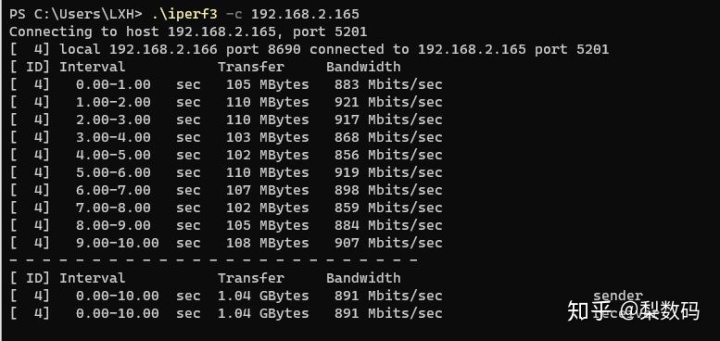 PS C:\Users\LXH> .\iperf3 -c 192.168.2.165
Connecting to host 192.168.2.165, port 5201
[  4] local 192.168.2.166 port 8690 connected to 192.168.2.165 port 5201
[ ID] Interval           Transfer     Bandwidth
[  4]   0.00-1.00   sec   105 MBytes   883 Mbits/sec
[  4]   1.00-2.00   sec   110 MBytes   921 Mbits/sec
[  4]   2.00-3.00   sec   110 MBytes   917 Mbits/sec
[  4]   3.00-4.00   sec   103 MBytes   868 Mbits/sec
[  4]   4.00-5.00   sec   102 MBytes   856 Mbits/sec
[  4]   5.00-6.00   sec   110 MBytes   919 Mbits/sec
[  4]   6.00-7.00   sec   107 MBytes   898 Mbits/sec
[  4]   7.00-8.00   sec   102 MBytes   859 Mbits/sec
[  4]   8.00-9.00   sec   105 MBytes   884 Mbits/sec
[  4]   9.00-10.00  sec   108 MBytes   907 Mbits/sec
- - - - - - - - - - - - - - - - - - - - - - - - -
[ ID] Interval           Transfer     Bandwidth
[  4]   0.00-10.00  sec  1.04 GBytes   891 Mbits/sec                  sender
[  4]   0.00-10.00  sec  1.04 GBytes   891 Mbits/sec
知乎 @梨数码